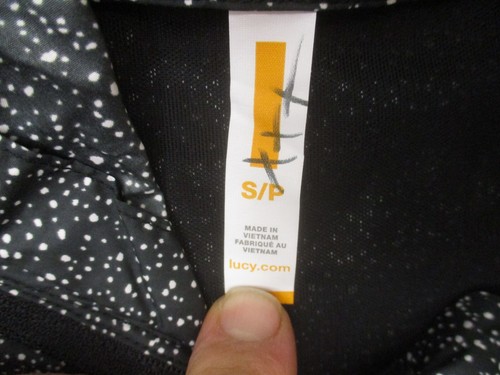 S/P
MADE IN
VIETNAM
FABRIQUÉ AU
VIETNAM
lucy.com